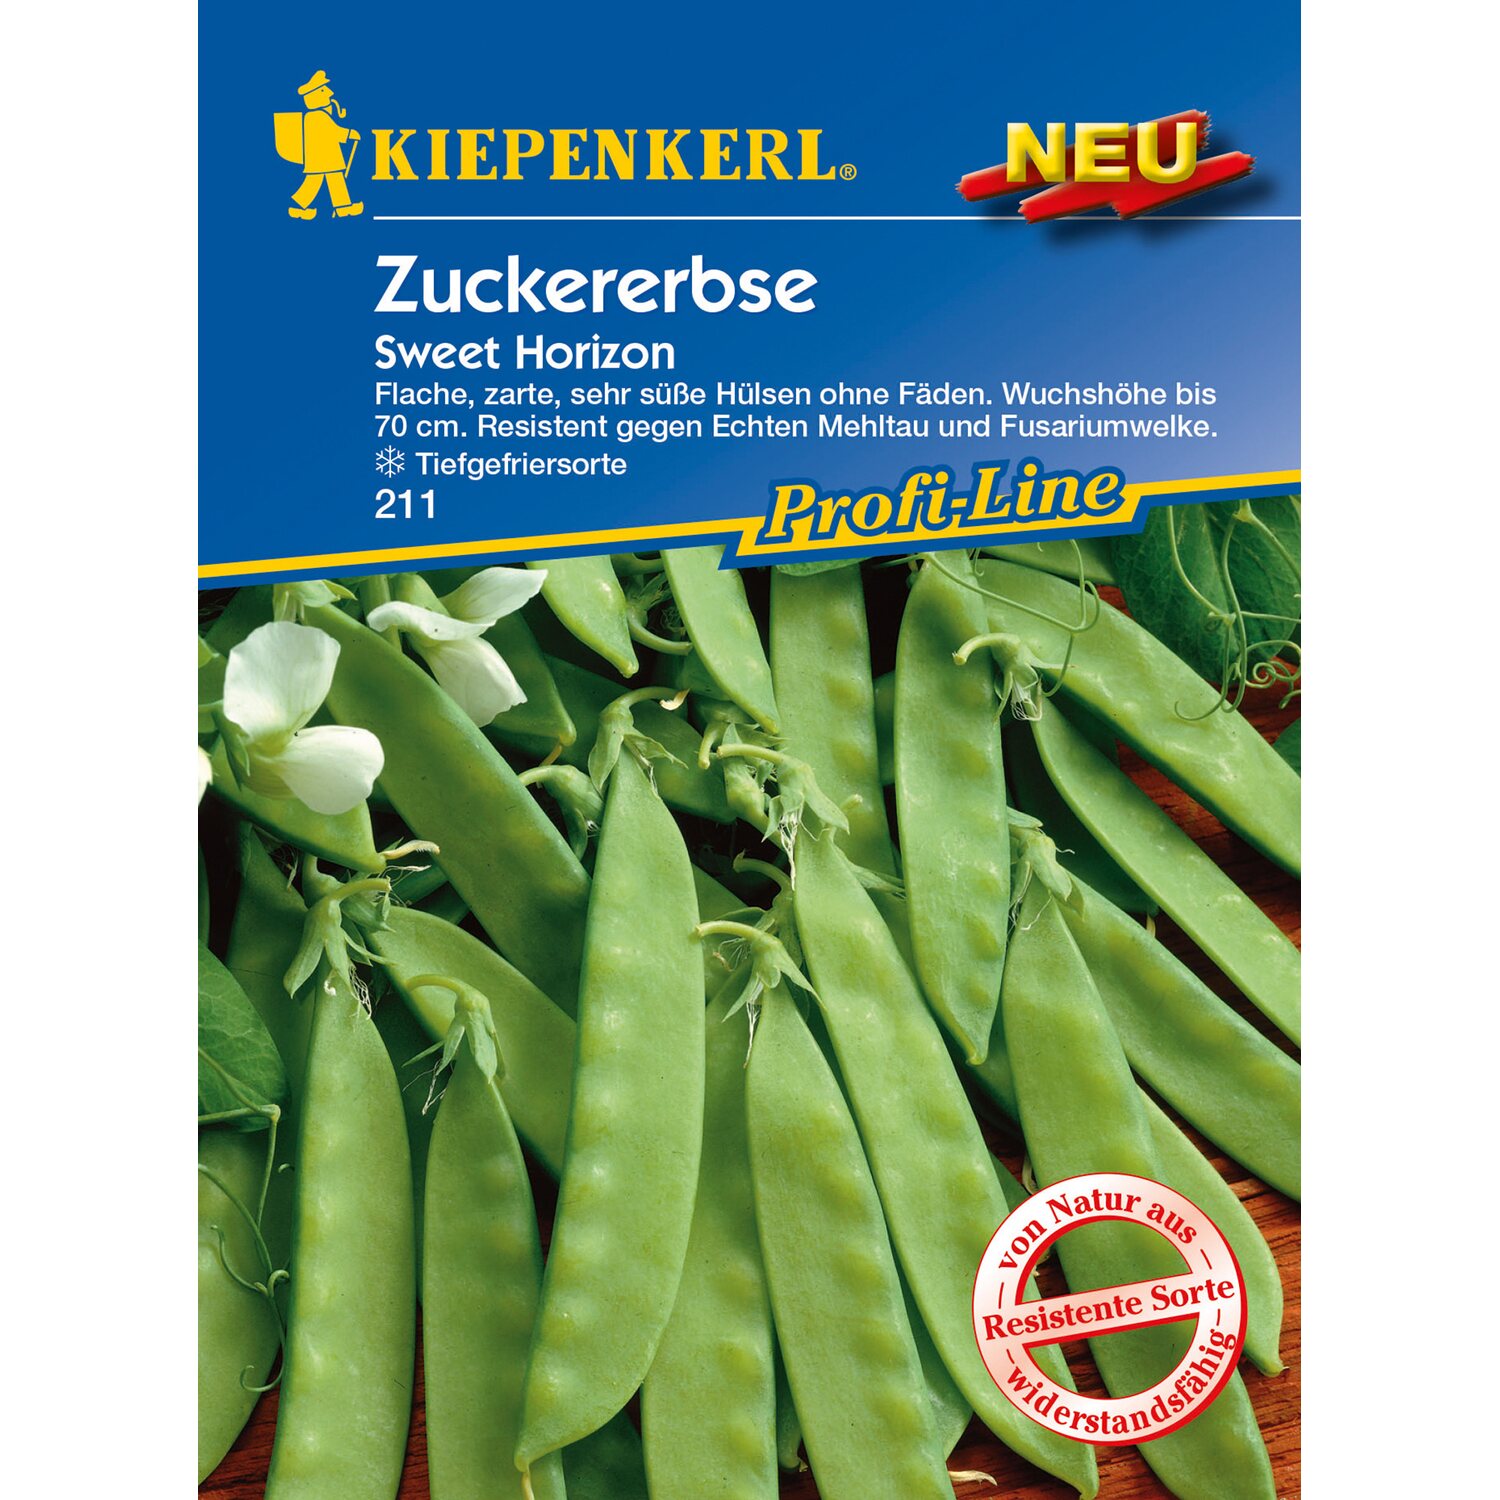 KIEPENKERL®
NEU
Zuckererbse
Sweet Horizon
Flache, zarte, sehr süße Hülsen ohne Fäden. Wuchshöhe bis
70 cm. Resistent gegen Echten Mehltau und Fusariumwelke.
Tiefgefriersorte
211
Profi-Line
von Natur aus
Resistente Sorte
widerstandsfähig